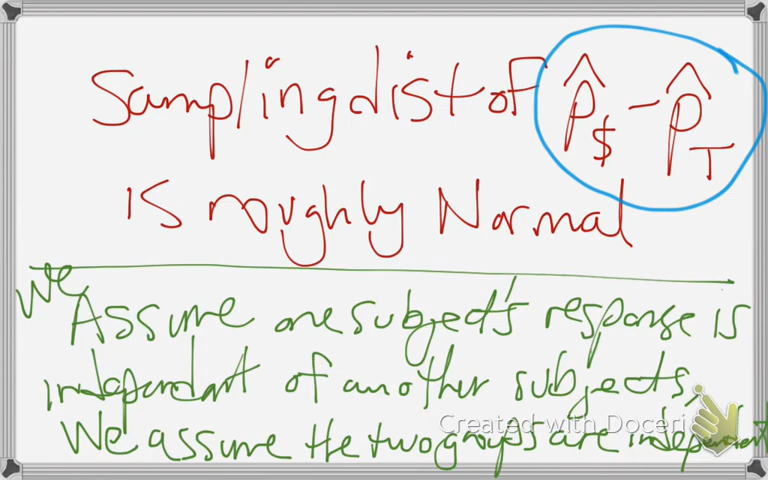 Sampling dist of p̂$ - p̂T
is roughly Normal
We Assume one subject's response is
independant of another subjects,
Created with Doceri
We assume the two groups are independent